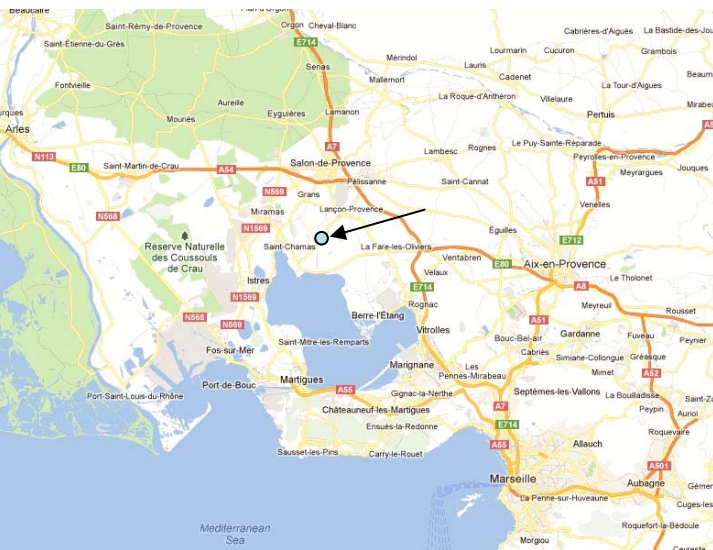 Beaucaire
Saint-Rémy-de-Provence
Orgon
Cheval-Blanc
Cabrières-d'Aigues
La Bastide-des-Jou
Saint-Étienne-du-Grès
E714
Lourmarin
Cucuron
Grambois
Mérindol
Lauris
Senas
Mallemort
Cadenet
Beaum
Fontvieille
La Tour-d'Aigues
La Roque-d'Anthéron
Villelaure
Aureille
Eyguières
Lamanon
Pertuis
Mirabe
Mouriès
Arles
A7
Le Puy-Sainte-Réparade
Rognes
Lambesc
Peyrolles-en-Provence
N113
E80
Saint-Martin-de-Crau
A54
Salon-de-Provence
Meyrargues
Jouques
Pélissanne
Saint-Cannat
A51
N569
Grans
Venelles
Miramas
Lançon-Provence
N568
N1569
Éguilles
E712
Réserve Naturelle
des Coussouls
de Crau
Saint-Chamas
La Fare-les-Oliviers
Ventabren
E80
Aix-en-Provence
Velaux
Le Tholonet
Istres
E714
A8
N1569
Rognac
Meyreuil
Rousset
Berre-l'Étang
N568
N569
Vitrolles
A51
Gardanne
Fuveau
Bouc-Bel-air
Peynier
Saint-Mitre-les-Remparts
Fos-sur-Mer
Cabriès
Simiane-Collongue
Gréasque
Marignane
Les
Pennes-Mirabeau
Mimet
A52
Martigues
Port-de-Bouc
A55
Gignac-la-Nerthe
Septèmes-les-Vallons
La Bouilladisse
Port-Saint-Louis-du-Rhône
Châteauneuf-les-Martigues
A7
Peypin
Saint-Za
Auriol
Ensuès-la-Redonne
E714
Roquevaire
A55
Allauch
Sausset-les-Pins
Carry-le-Rouet
A501
Marseille
Aubagne
Gémer
La Penne-sur-Huveaune
Cuges-les
Mediterranean
Sea
Roquefort-la-Bédoule
Morgiou